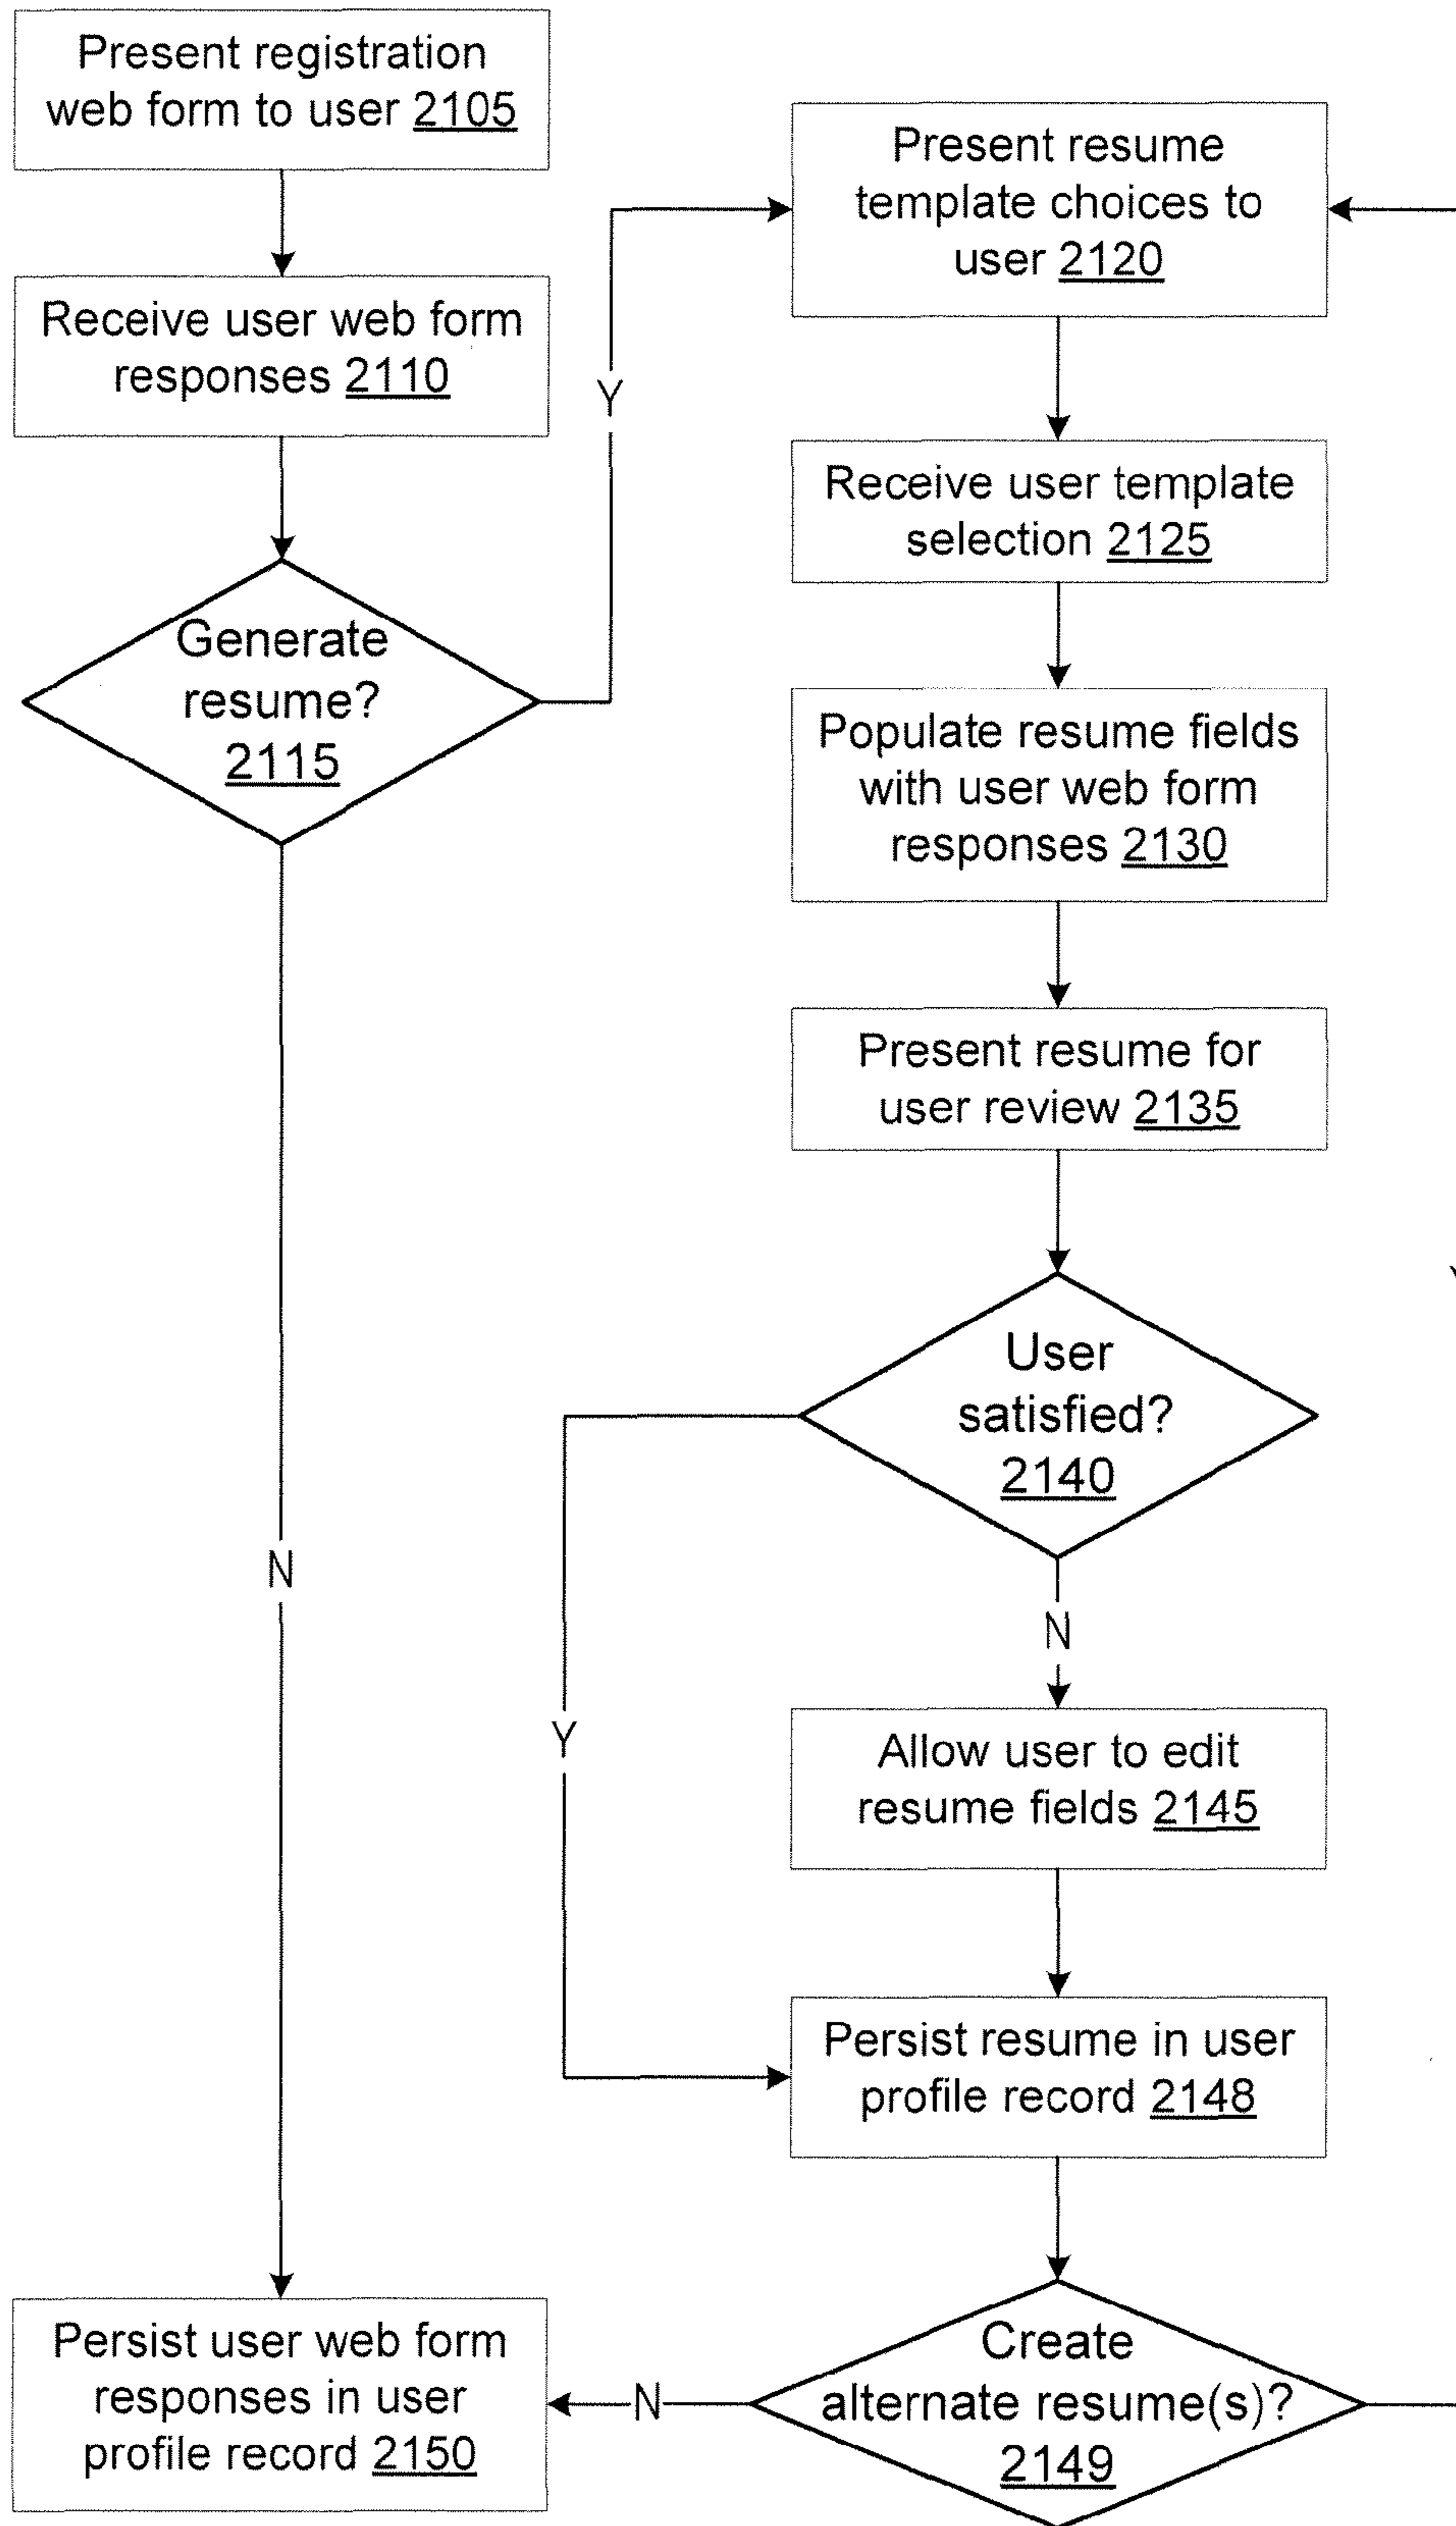 Present registration
web form to user 2105
Receive user web form
responses 2110
Generate
resume?
2115
Y
N
Present resume
template choices to
user 2120
Receive user template
selection 2125
Populate resume fields
with user web form
responses 2130
Present resume for
user review 2135
User
satisfied?
2140
Y
N
Allow user to edit
resume fields 2145
Persist resume in user
profile record 2148
Create
alternate resume(s)?
2149
N
Persist user web form
responses in user
profile record 2150